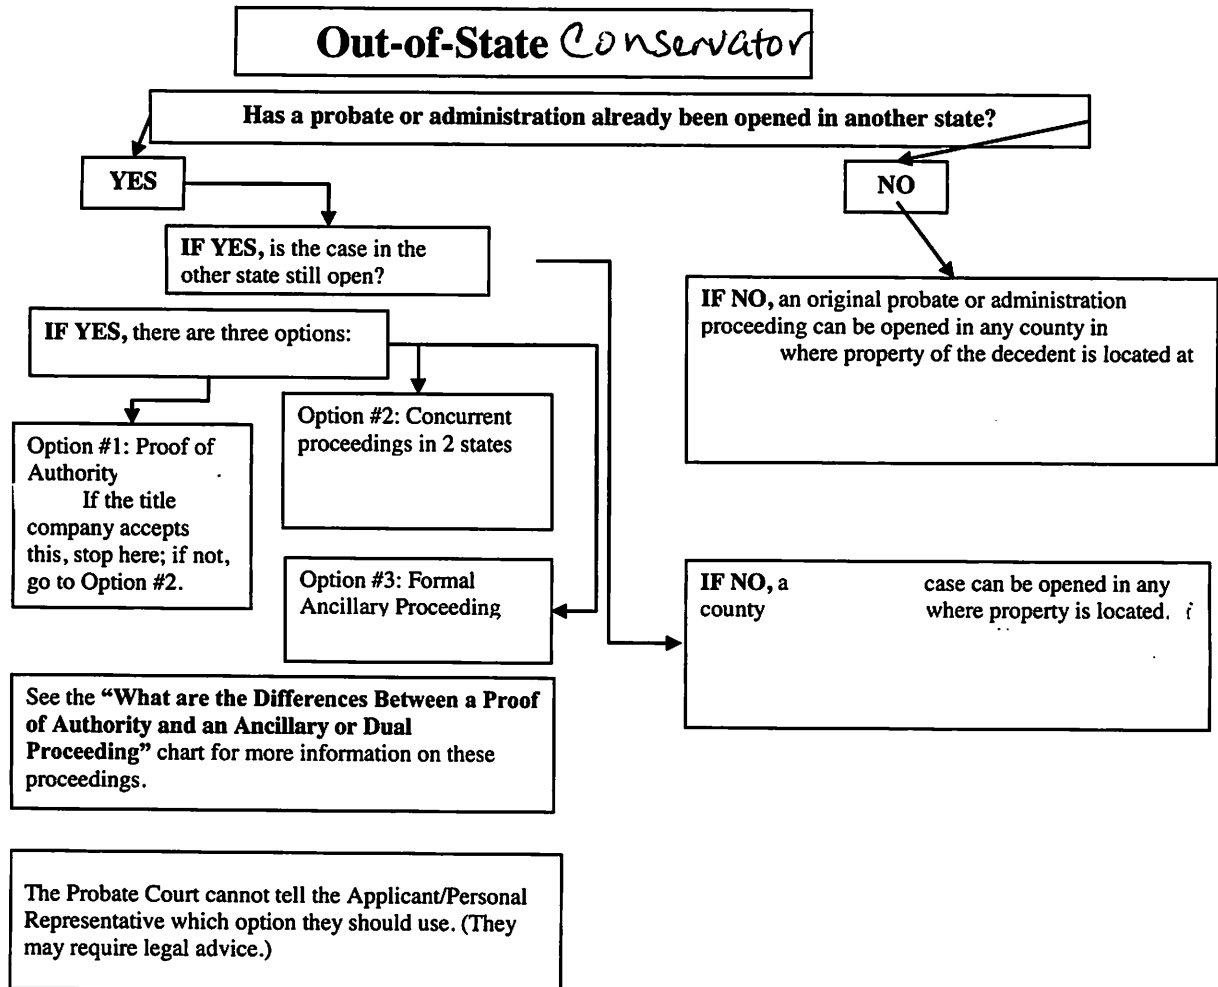 Out-of-State Conservator
Has a probate or administration already been opened in another state?
YES
NO
IF YES, is the case in the
other state still open?
IF NO, an original probate or administration
proceeding can be opened in any county in
where property of the decedent is located at
IF YES, there are three options:
Option #1: Proof of
Authority
If the title
company accepts
this, stop here; if not,
go to Option #2.
Option #2: Concurrent
proceedings in 2 states
Option #3: Formal
Ancillary Proceeding
IF NO, a case can be opened in any
county where property is located.
See the “What are the Differences Between a Proof
of Authority and an Ancillary or Dual
Proceeding” chart for more information on these
proceedings.
The Probate Court cannot tell the Applicant/Personal
Representative which option they should use. (They
may require legal advice.)